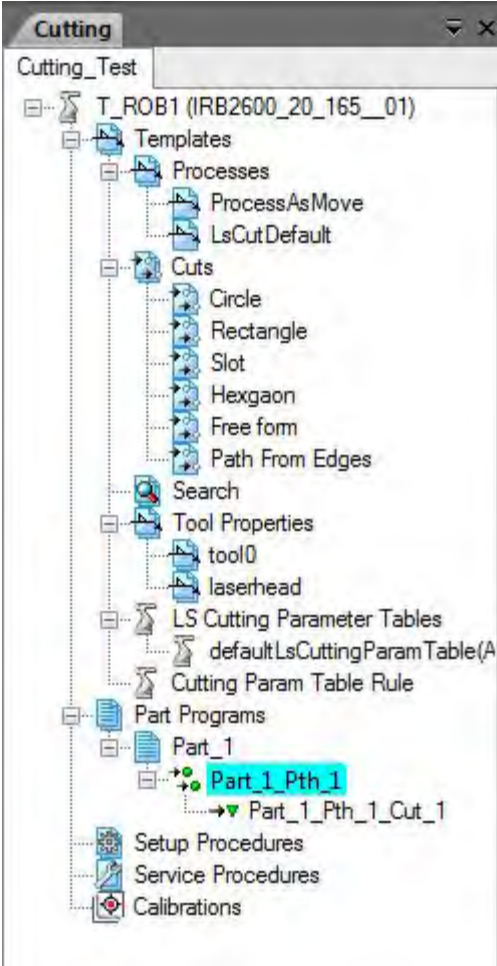 Cutting
Cutting_Test
T_ROB1 (IRB2600_20_165__01)
Templates
Processes
ProcessAsMove
LsCutDefault
Cuts
Circle
Rectangle
Slot
Hexgaon
Free form
Path From Edges
Search
Tool Properties
tool0
laserhead
LS Cutting Parameter Tables
defaultLsCuttingParamTable(A
Cutting Param Table Rule
Part Programs
Part_1
Part_1_Pth_1
Part_1_Pth_1_Cut_1
Setup Procedures
Service Procedures
Calibrations